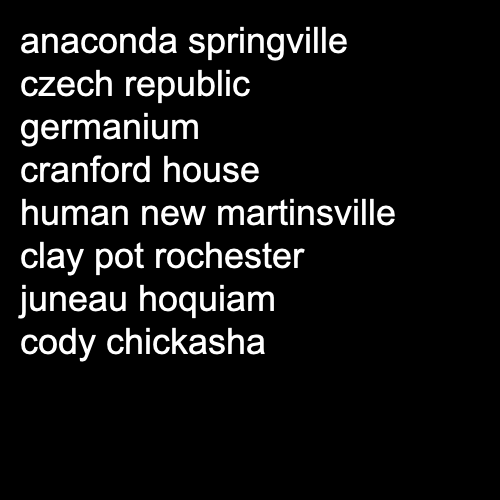 anaconda springville
czech republic
germanium
cranford house
human new martinsville
clay pot rochester
juneau hoquiam
cody chickasha